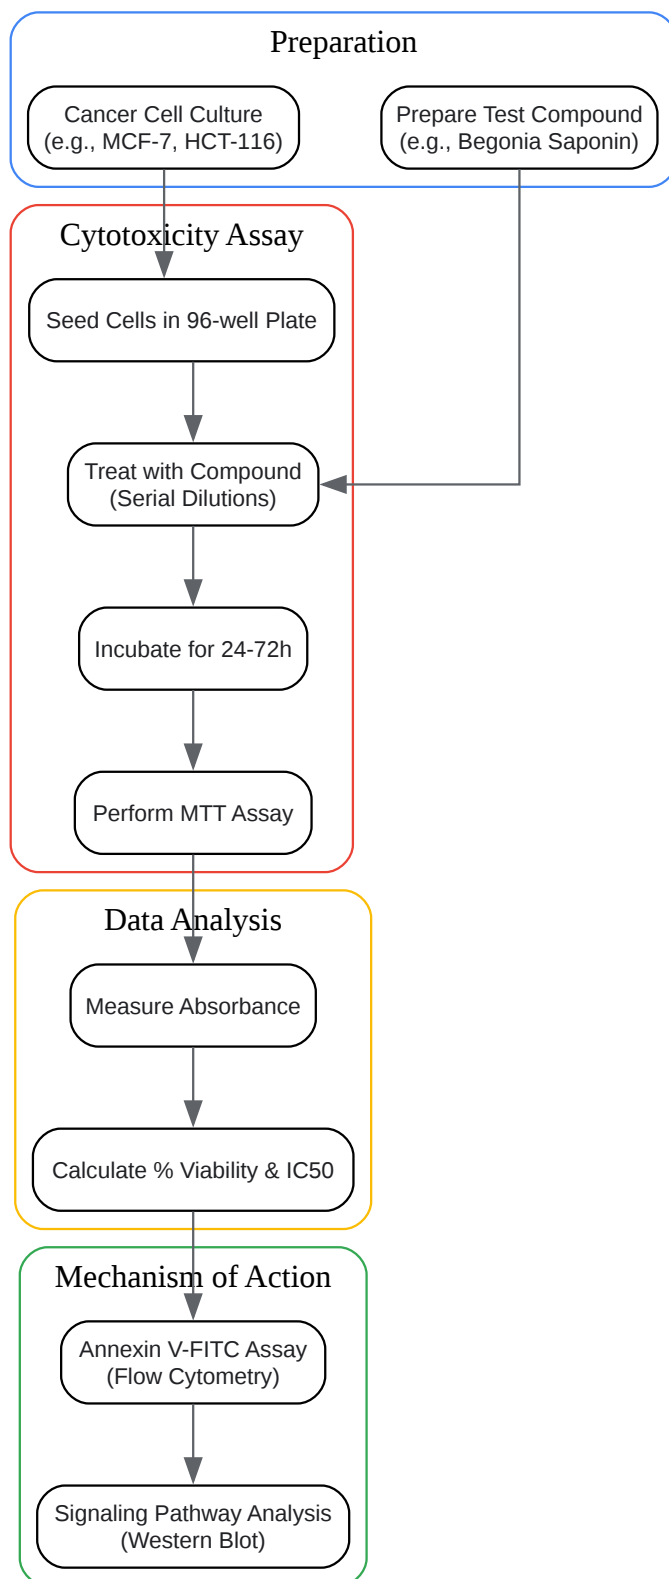 Preparation
Cancer Cell Culture
(e.g., MCF-7, HCT-116)
Prepare Test Compound
(e.g., Begonia Saponin)
Cytotoxicity Assay
Seed Cells in 96-well Plate
Treat with Compound
(Serial Dilutions)
Incubate for 24-72h
Perform MTT Assay
Data Analysis
Measure Absorbance
Calculate % Viability & IC50
Mechanism of Action
Annexin V-FITC Assay
(Flow Cytometry)
Signaling Pathway Analysis
(Western Blot)